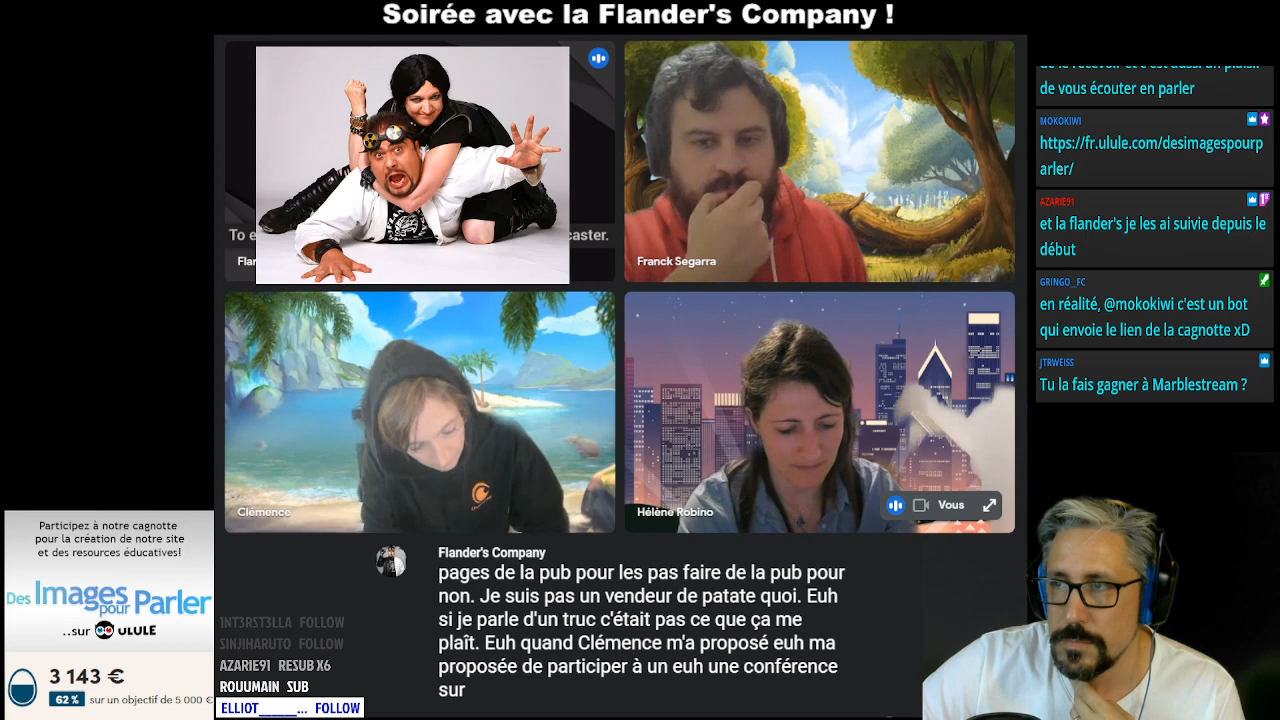 Soirée avec la Flander's Company !
To e
caster.
Flan
Franck Segarra
Clémence
Hélène Robino
Vous
de vous écouter en parler
MOKOKIWI
https://fr.ulule.com/desimagespourp
arler/
AZARIE91
et la flander's je les ai suivie depuis le
début
GRINGO_FC
en réalité, @mokokiwi c'est un bot
qui envoie le lien de la cagnotte xD
JTRWEISS
Tu la fais gagner à Marblestream ?
Participez à notre cagnotte
pour la création de notre site
et des resources éducatives!
Des Images
pour Parler
..sur ULULE
3 143 €
62 % sur un objectif de 5 000 €
1NT3RST3LLA FOLLOW
SINJIHARUTO FOLLOW
AZARIE91 RESUB X6
ROUUMAIN SUB
ELLIOT______... FOLLOW
Flander's Company
pages de la pub pour les pas faire de la pub pour
non. Je suis pas un vendeur de patate quoi. Euh
si je parle d'un truc c'était pas ce que ça me
plaît. Euh quand Clémence m'a proposé euh ma
proposée de participer à un euh une conférence
sur